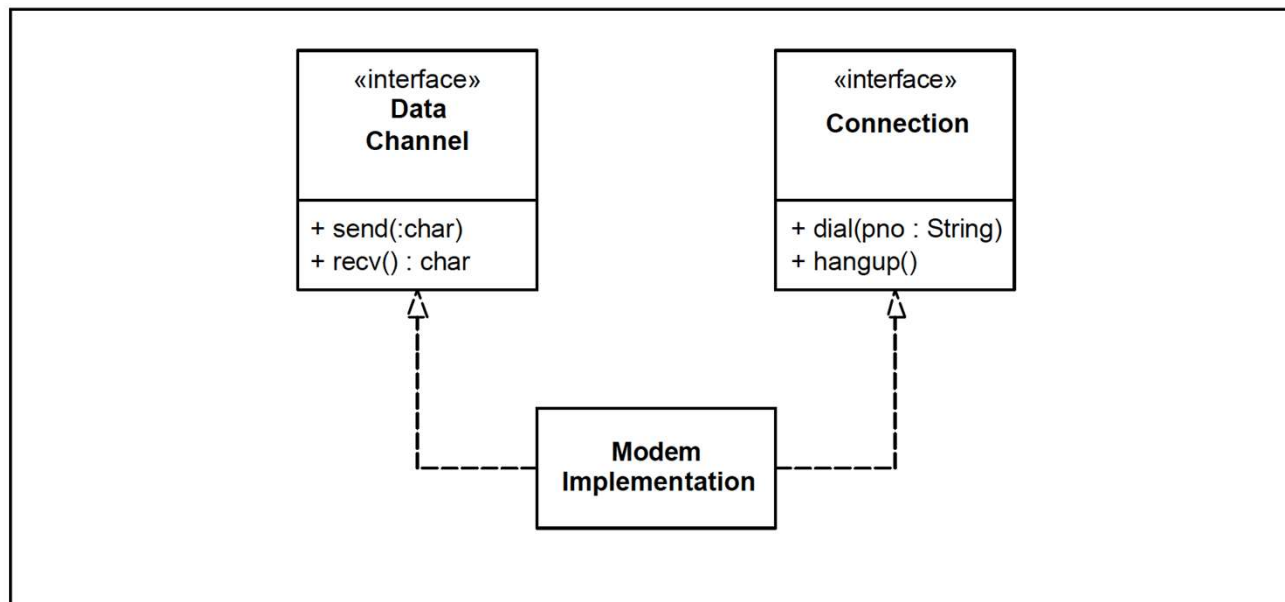 «interface»
Data
Channel
+ send(:char)
+ recv() : char
«interface»
Connection
+ dial(pno : String)
+ hangup()
Modem
Implementation